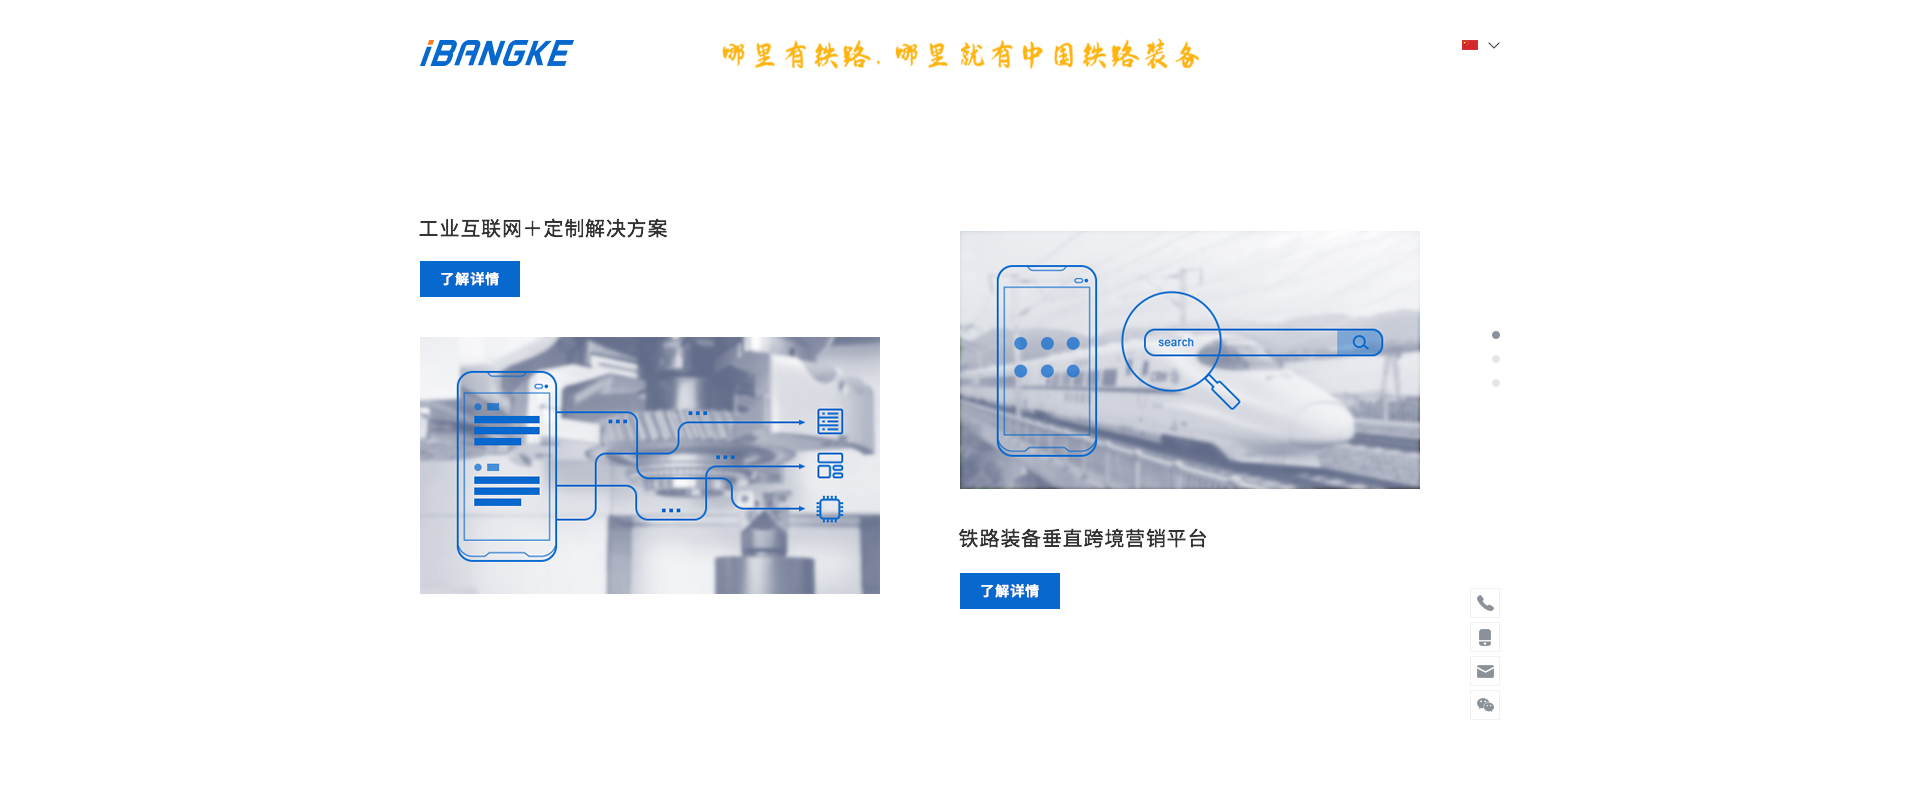 iBANGKE
哪里有铁路. 哪里就有中国铁路装备
工业互联网＋定制解决方案
了解详情
search
铁路装备垂直跨境营销平台
了解详情